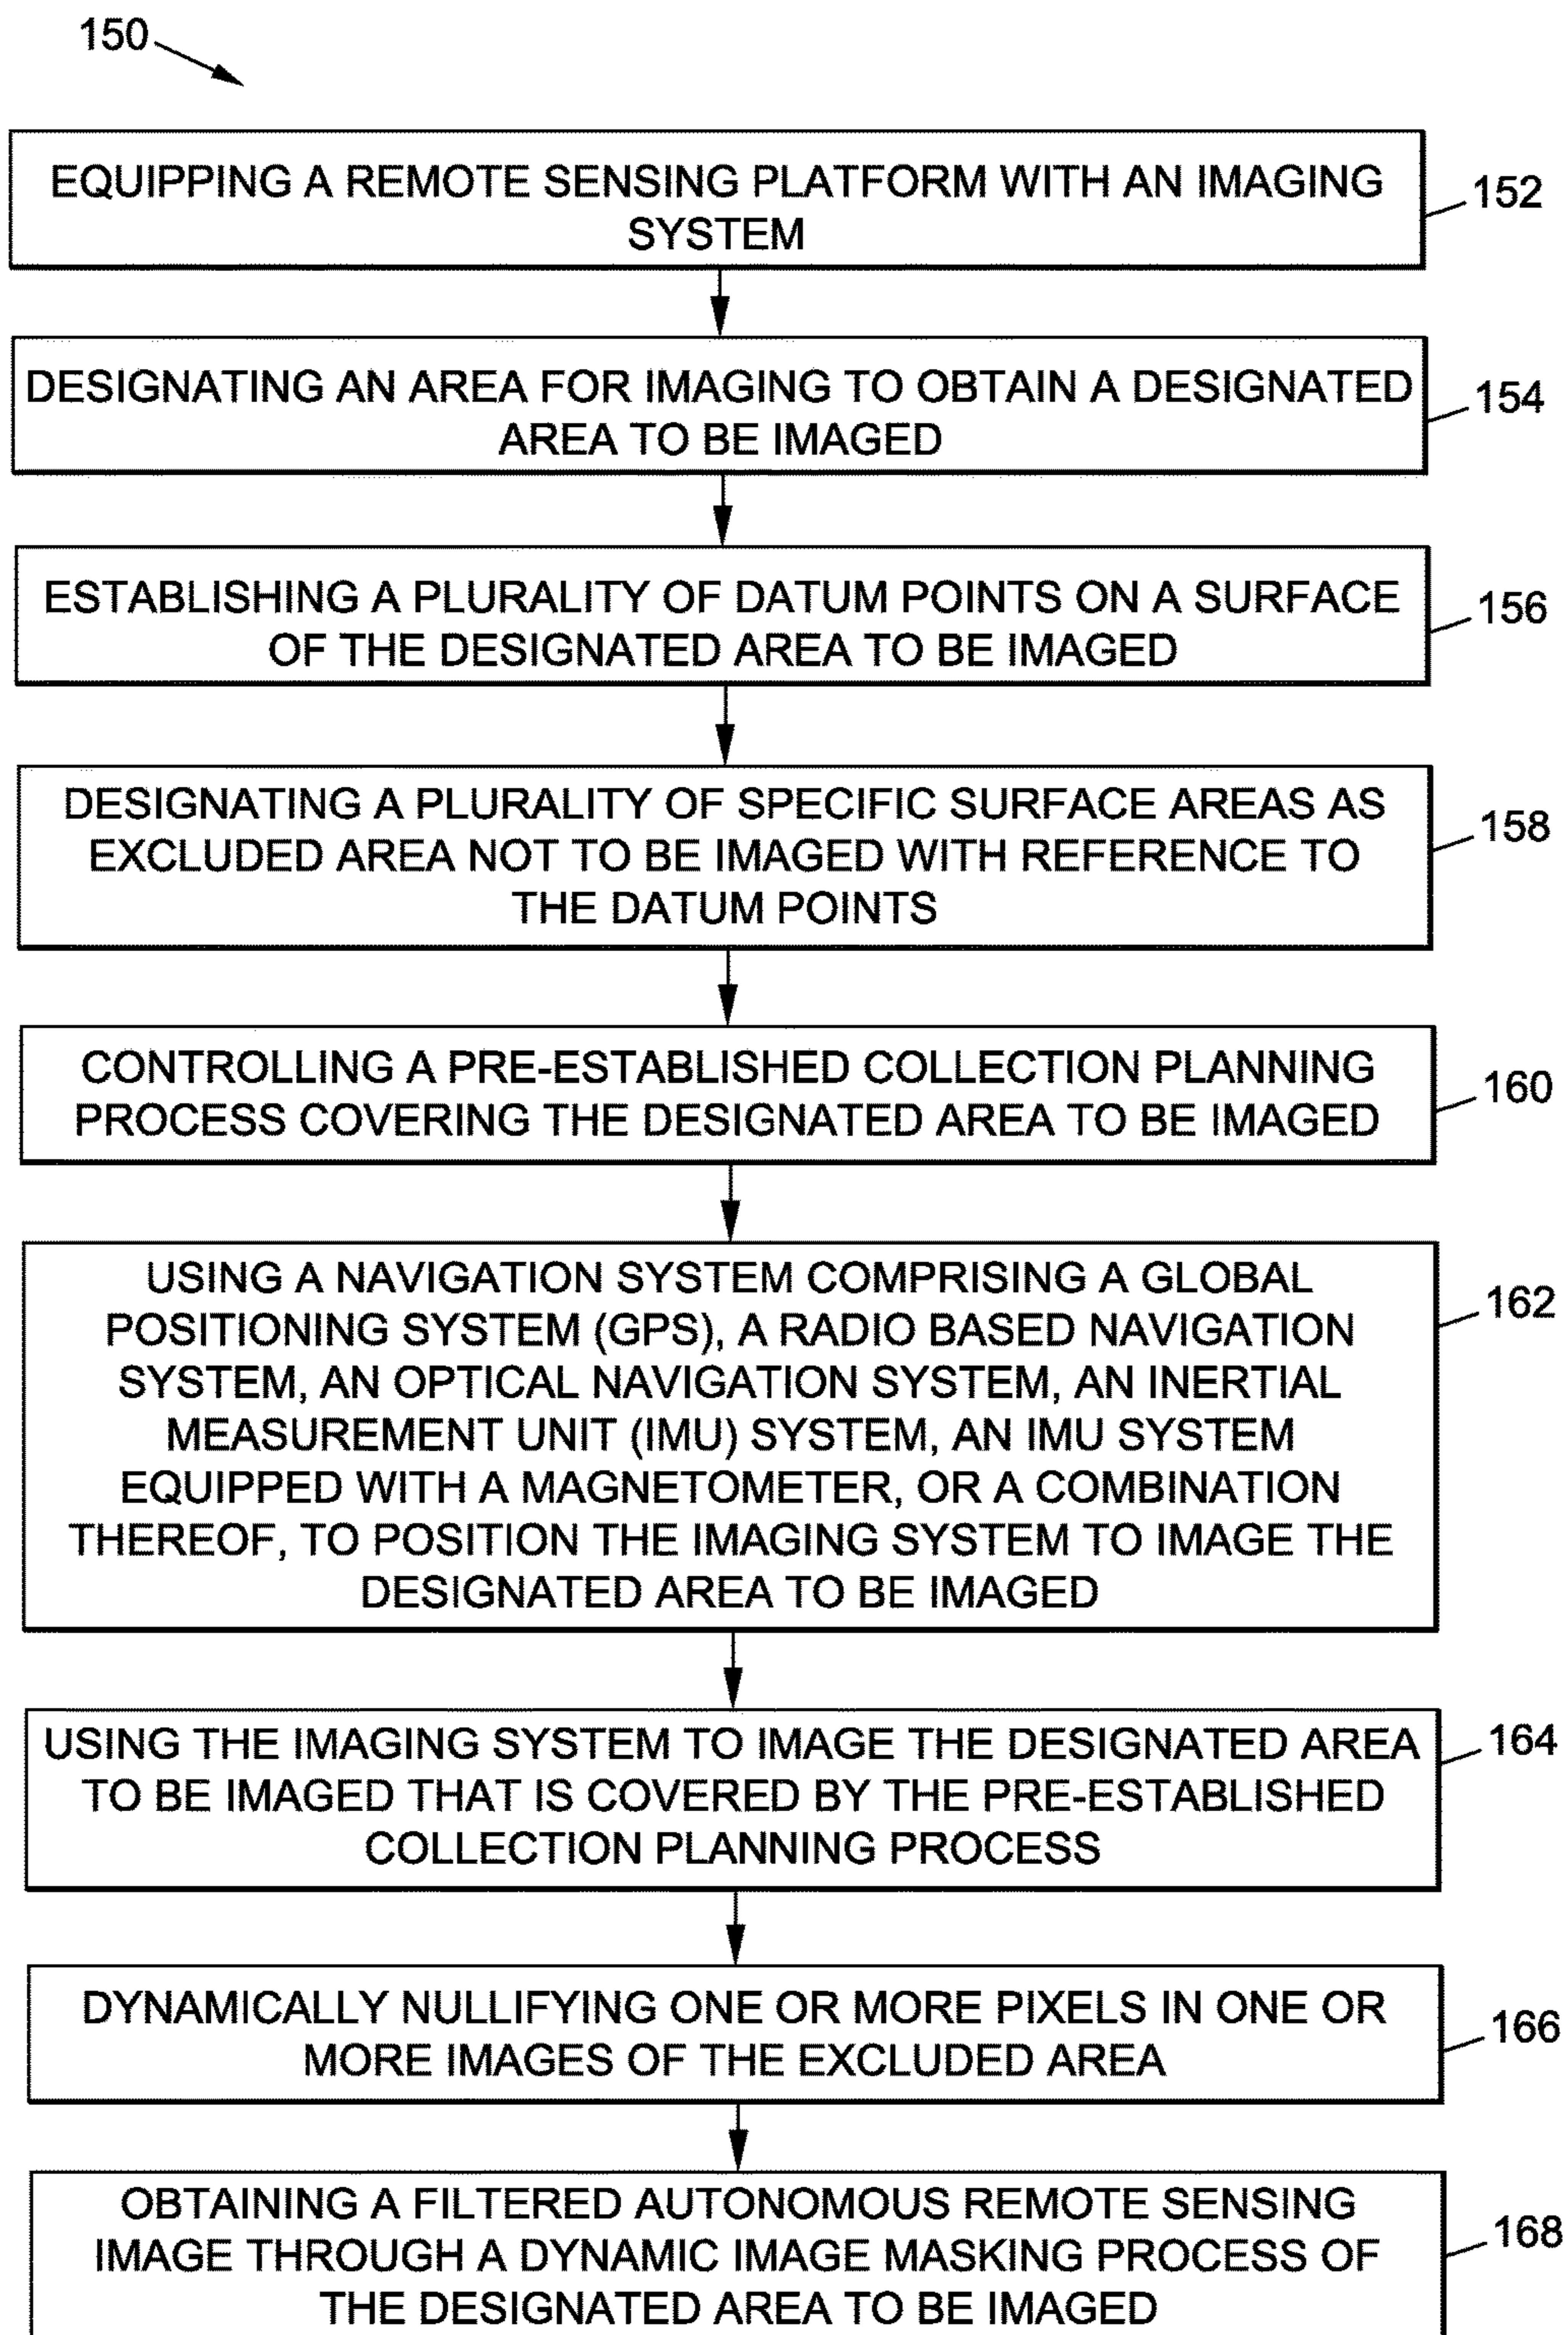 150
EQUIPPING A REMOTE SENSING PLATFORM WITH AN IMAGING
SYSTEM
152
DESIGNATING AN AREA FOR IMAGING TO OBTAIN A DESIGNATED
AREA TO BE IMAGED
154
ESTABLISHING A PLURALITY OF DATUM POINTS ON A SURFACE
OF THE DESIGNATED AREA TO BE IMAGED
156
DESIGNATING A PLURALITY OF SPECIFIC SURFACE AREAS AS
EXCLUDED AREA NOT TO BE IMAGED WITH REFERENCE TO
THE DATUM POINTS
158
CONTROLLING A PRE-ESTABLISHED COLLECTION PLANNING
PROCESS COVERING THE DESIGNATED AREA TO BE IMAGED
160
USING A NAVIGATION SYSTEM COMPRISING A GLOBAL
POSITIONING SYSTEM (GPS), A RADIO BASED NAVIGATION
SYSTEM, AN OPTICAL NAVIGATION SYSTEM, AN INERTIAL
MEASUREMENT UNIT (IMU) SYSTEM, AN IMU SYSTEM
EQUIPPED WITH A MAGNETOMETER, OR A COMBINATION
THEREOF, TO POSITION THE IMAGING SYSTEM TO IMAGE THE
DESIGNATED AREA TO BE IMAGED
162
USING THE IMAGING SYSTEM TO IMAGE THE DESIGNATED AREA
TO BE IMAGED THAT IS COVERED BY THE PRE-ESTABLISHED
COLLECTION PLANNING PROCESS
164
DYNAMICALLY NULLIFYING ONE OR MORE PIXELS IN ONE OR
MORE IMAGES OF THE EXCLUDED AREA
166
OBTAINING A FILTERED AUTONOMOUS REMOTE SENSING
IMAGE THROUGH A DYNAMIC IMAGE MASKING PROCESS OF
THE DESIGNATED AREA TO BE IMAGED
168